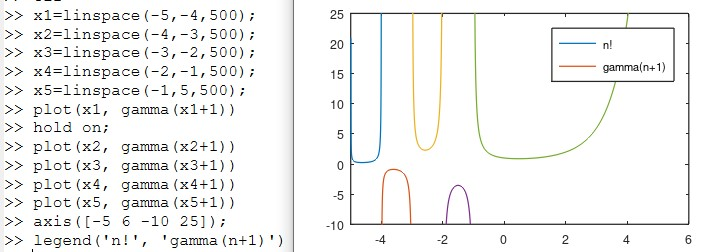 >> x1=linspace(-5,-4,500);
>> x2=linspace(-4,-3,500);
>> x3=linspace(-3,-2,500);
>> x4=linspace(-2,-1,500);
>> x5=linspace(-1,5,500);
>> plot(x1, gamma(x1+1))
>> hold on;
>> plot(x2, gamma(x2+1))
>> plot(x3, gamma(x3+1))
>> plot(x4, gamma(x4+1))
>> plot(x5, gamma(x5+1))
>> axis([-5 6 -10 25]);
>> legend('n!', 'gamma(n+1)')
25
20
15
10
5
0
-5
-10
-4 -2 0 2 4 6
n!
gamma(n+1)